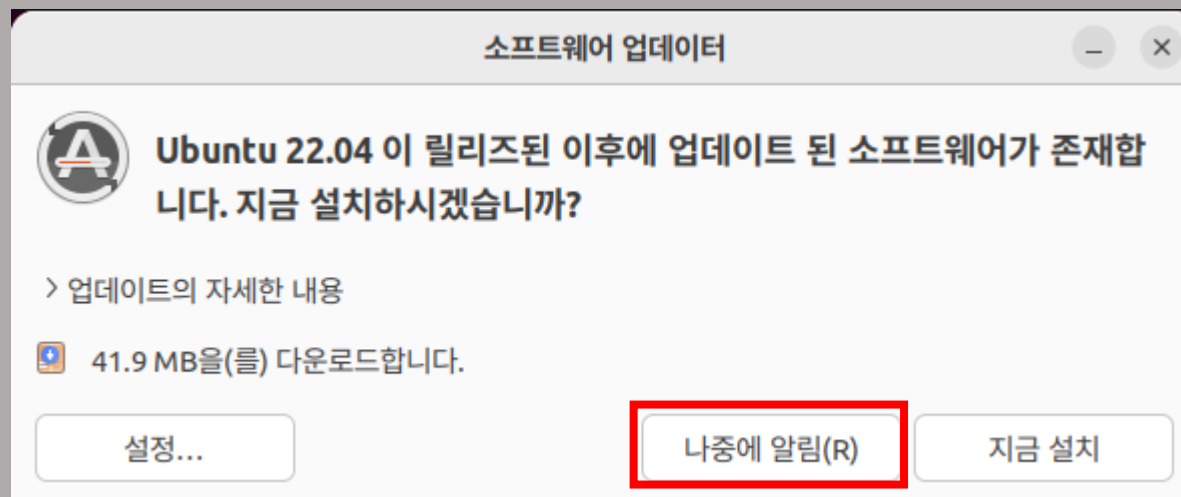 소프트웨어 업데이터
Ubuntu 22.04 이 릴리즈된 이후에 업데이트 된 소프트웨어가 존재합
니다. 지금 설치하시겠습니까?
업데이트의 자세한 내용
41.9 MB을(를) 다운로드합니다.
설정... 나중에 알림(R) 지금 설치